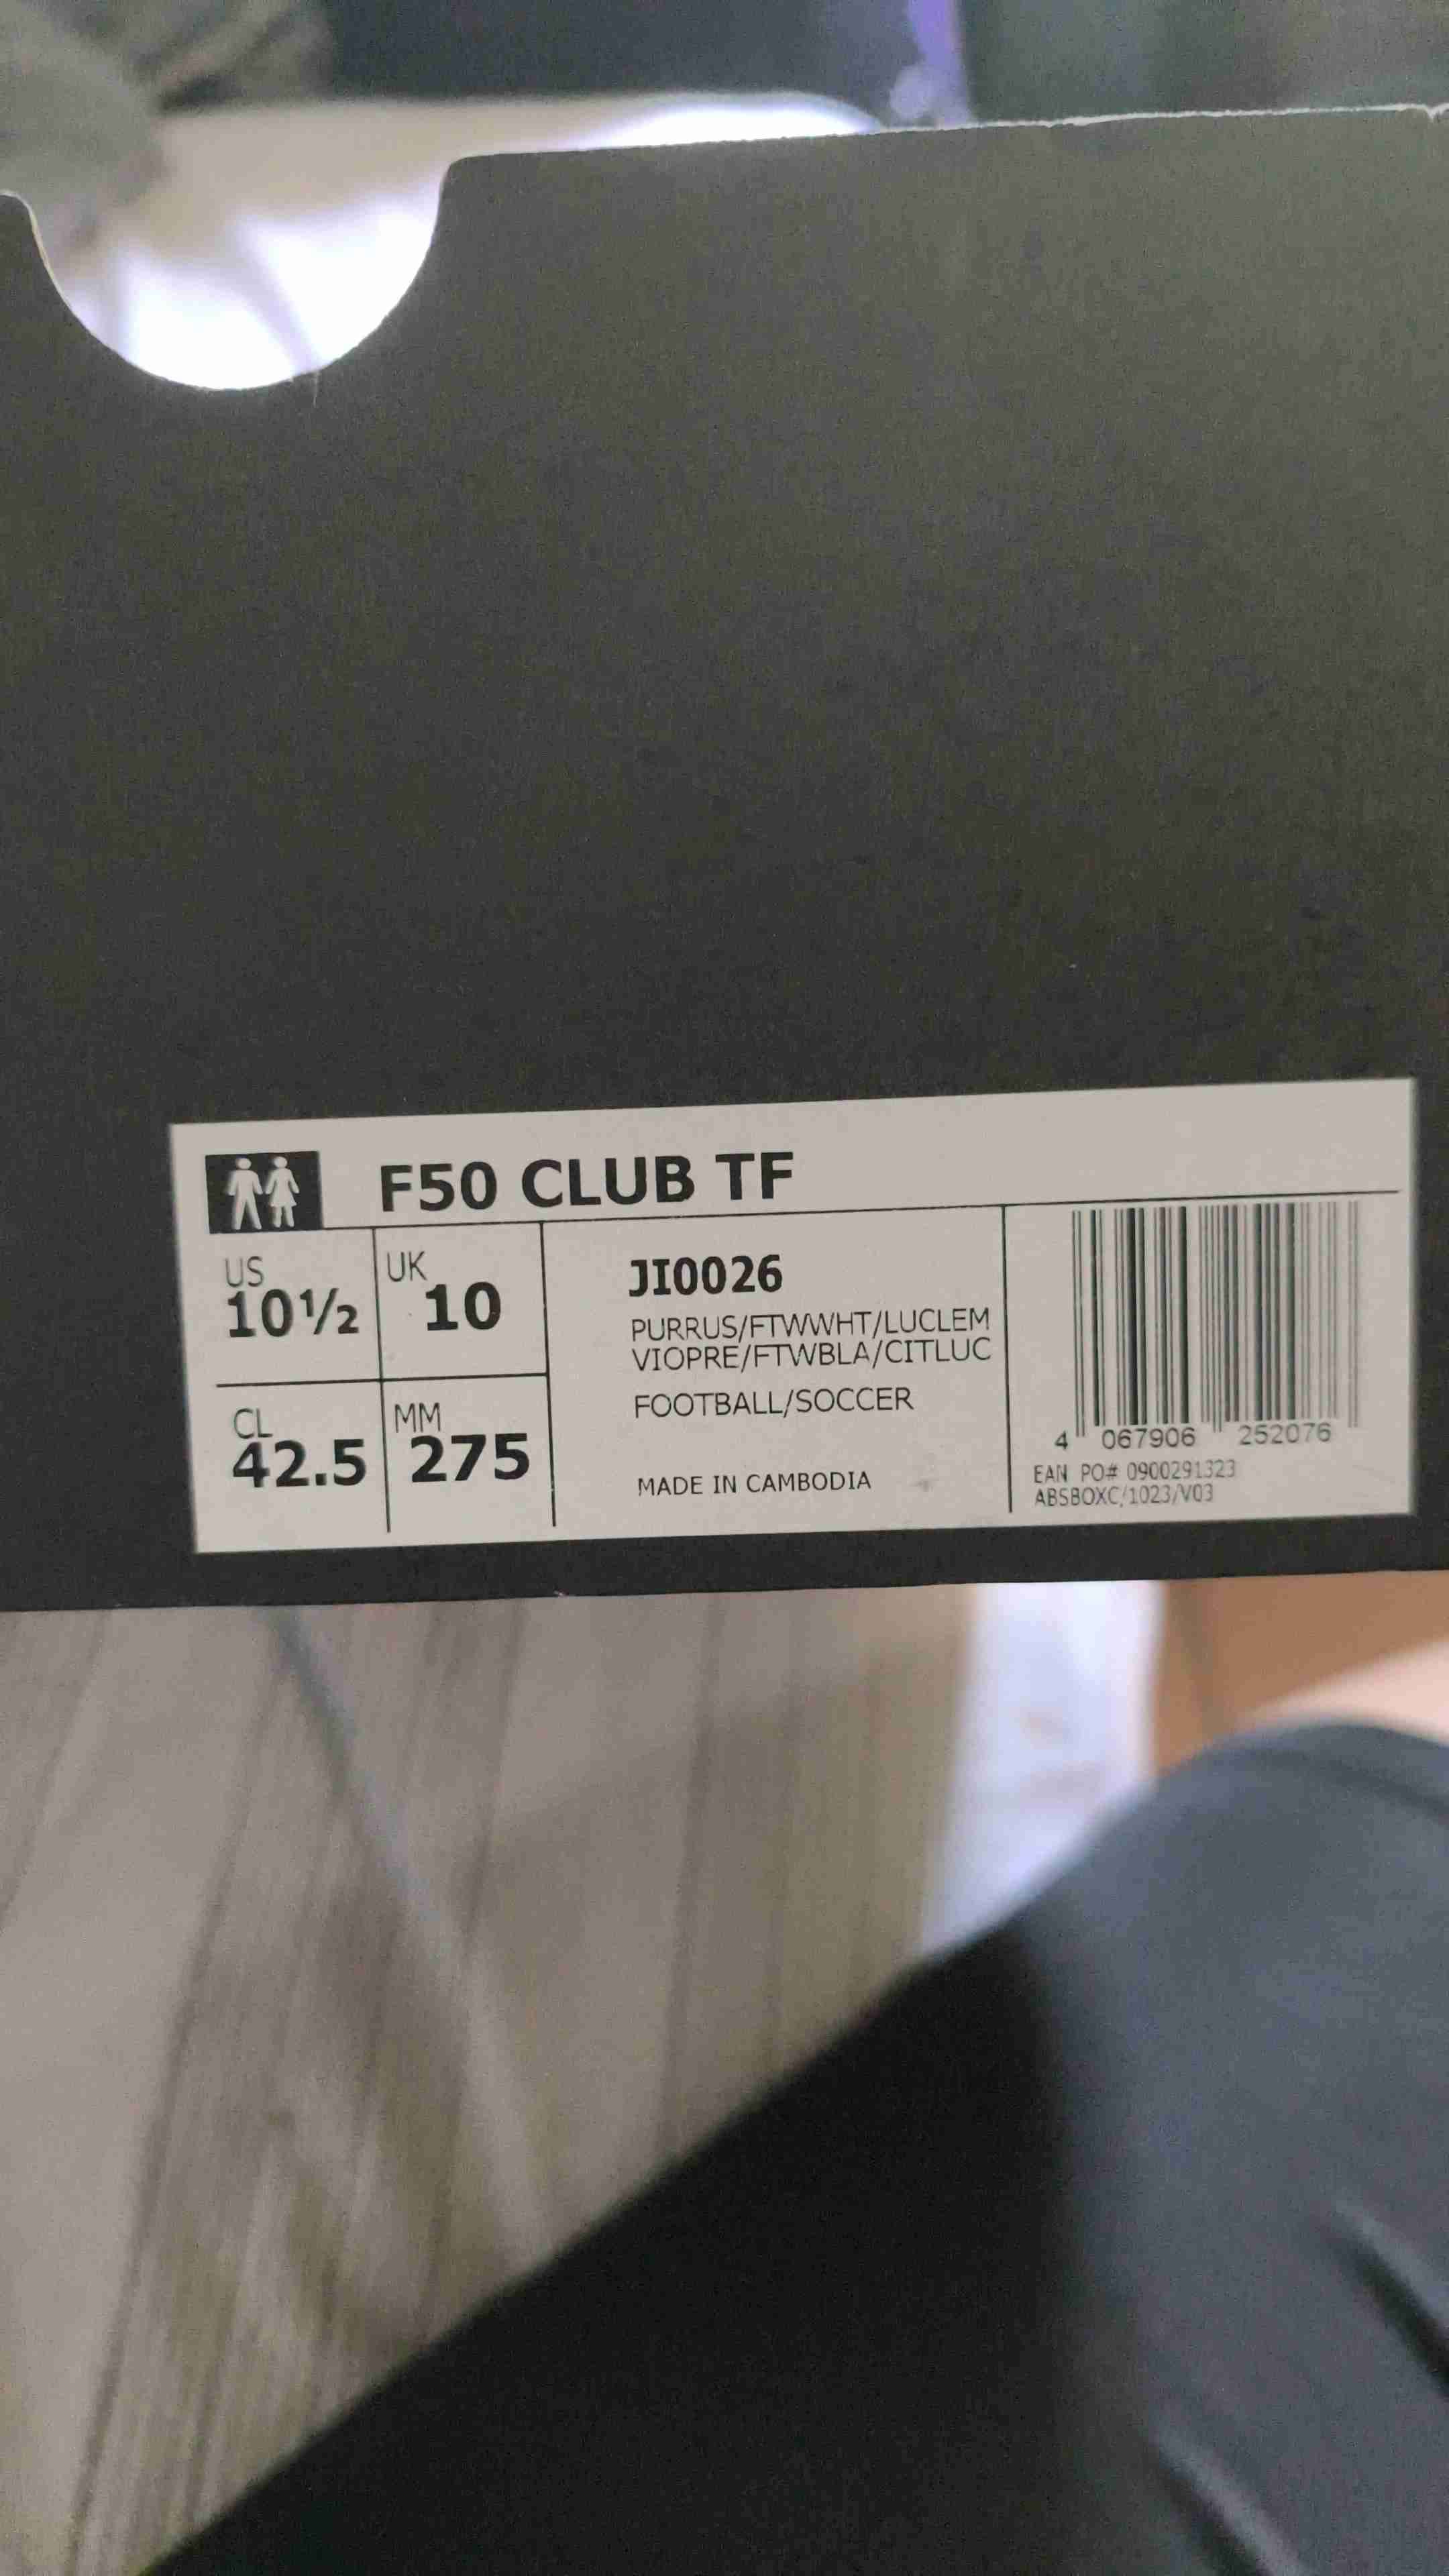 F50 CLUB TF
US
10½
UK
10
CL
42.5
MM
275
JI0026
PURRUS/FTWWHT/LUCLEM
VIOPRE/FTWBLA/CITLUC
FOOTBALL/SOCCER
MADE IN CAMBODIA
4 067906 252076
EAN PO# 0900291323
ABSBOXC/1023/V03